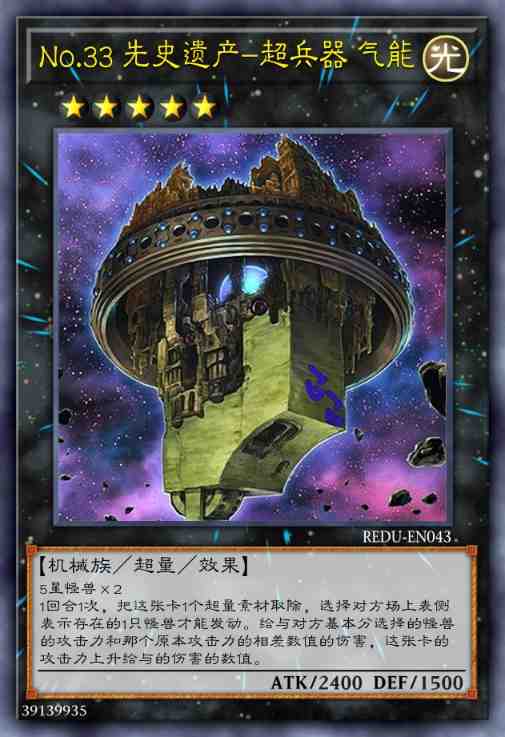 No.33 先史遗产-超兵器 气能
光
REDU-EN043
【机械族／超量／效果】
5星怪兽×2
1回合1次，把这张卡1个超量素材取除，选择对方场上表侧
表示存在的1只怪兽才能发动。给与对方基本分选择的怪兽
的攻击力和那个原本攻击力的相差数值的伤害，这张卡的
攻击力上升给与的伤害的数值。
ATK/2400 DEF/1500
39139935